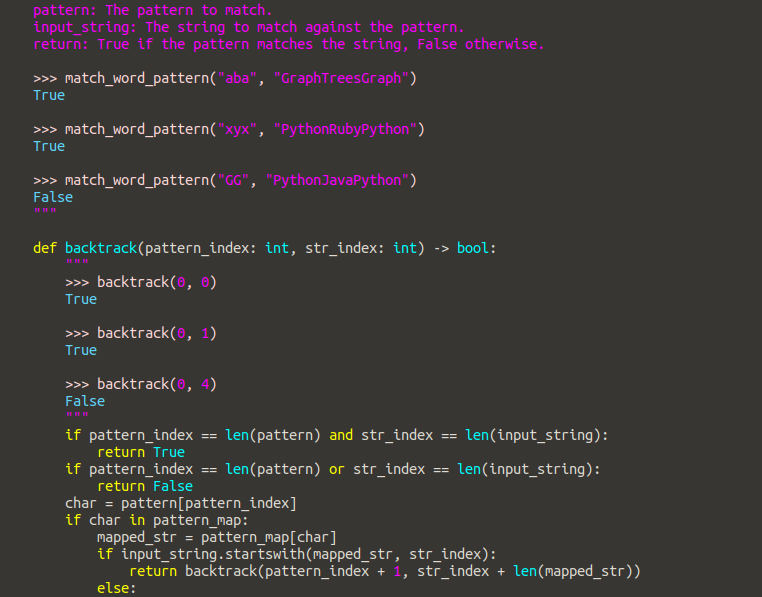 pattern: The pattern to match.
input_string: The string to match against the pattern.
return: True if the pattern matches the string, False otherwise.

>>> match_word_pattern("aba", "GraphTreesGraph")
True

>>> match_word_pattern("xyx", "PythonRubyPython")
True

>>> match_word_pattern("GG", "PythonJavaPython")
False
"""

def backtrack(pattern_index: int, str_index: int) -> bool:
    """
    >>> backtrack(0, 0)
    True

    >>> backtrack(0, 1)
    True

    >>> backtrack(0, 4)
    False
    """
    if pattern_index == len(pattern) and str_index == len(input_string):
        return True
    if pattern_index == len(pattern) or str_index == len(input_string):
        return False
    char = pattern[pattern_index]
    if char in pattern_map:
        mapped_str = pattern_map[char]
        if input_string.startswith(mapped_str, str_index):
            return backtrack(pattern_index + 1, str_index + len(mapped_str))
        else: